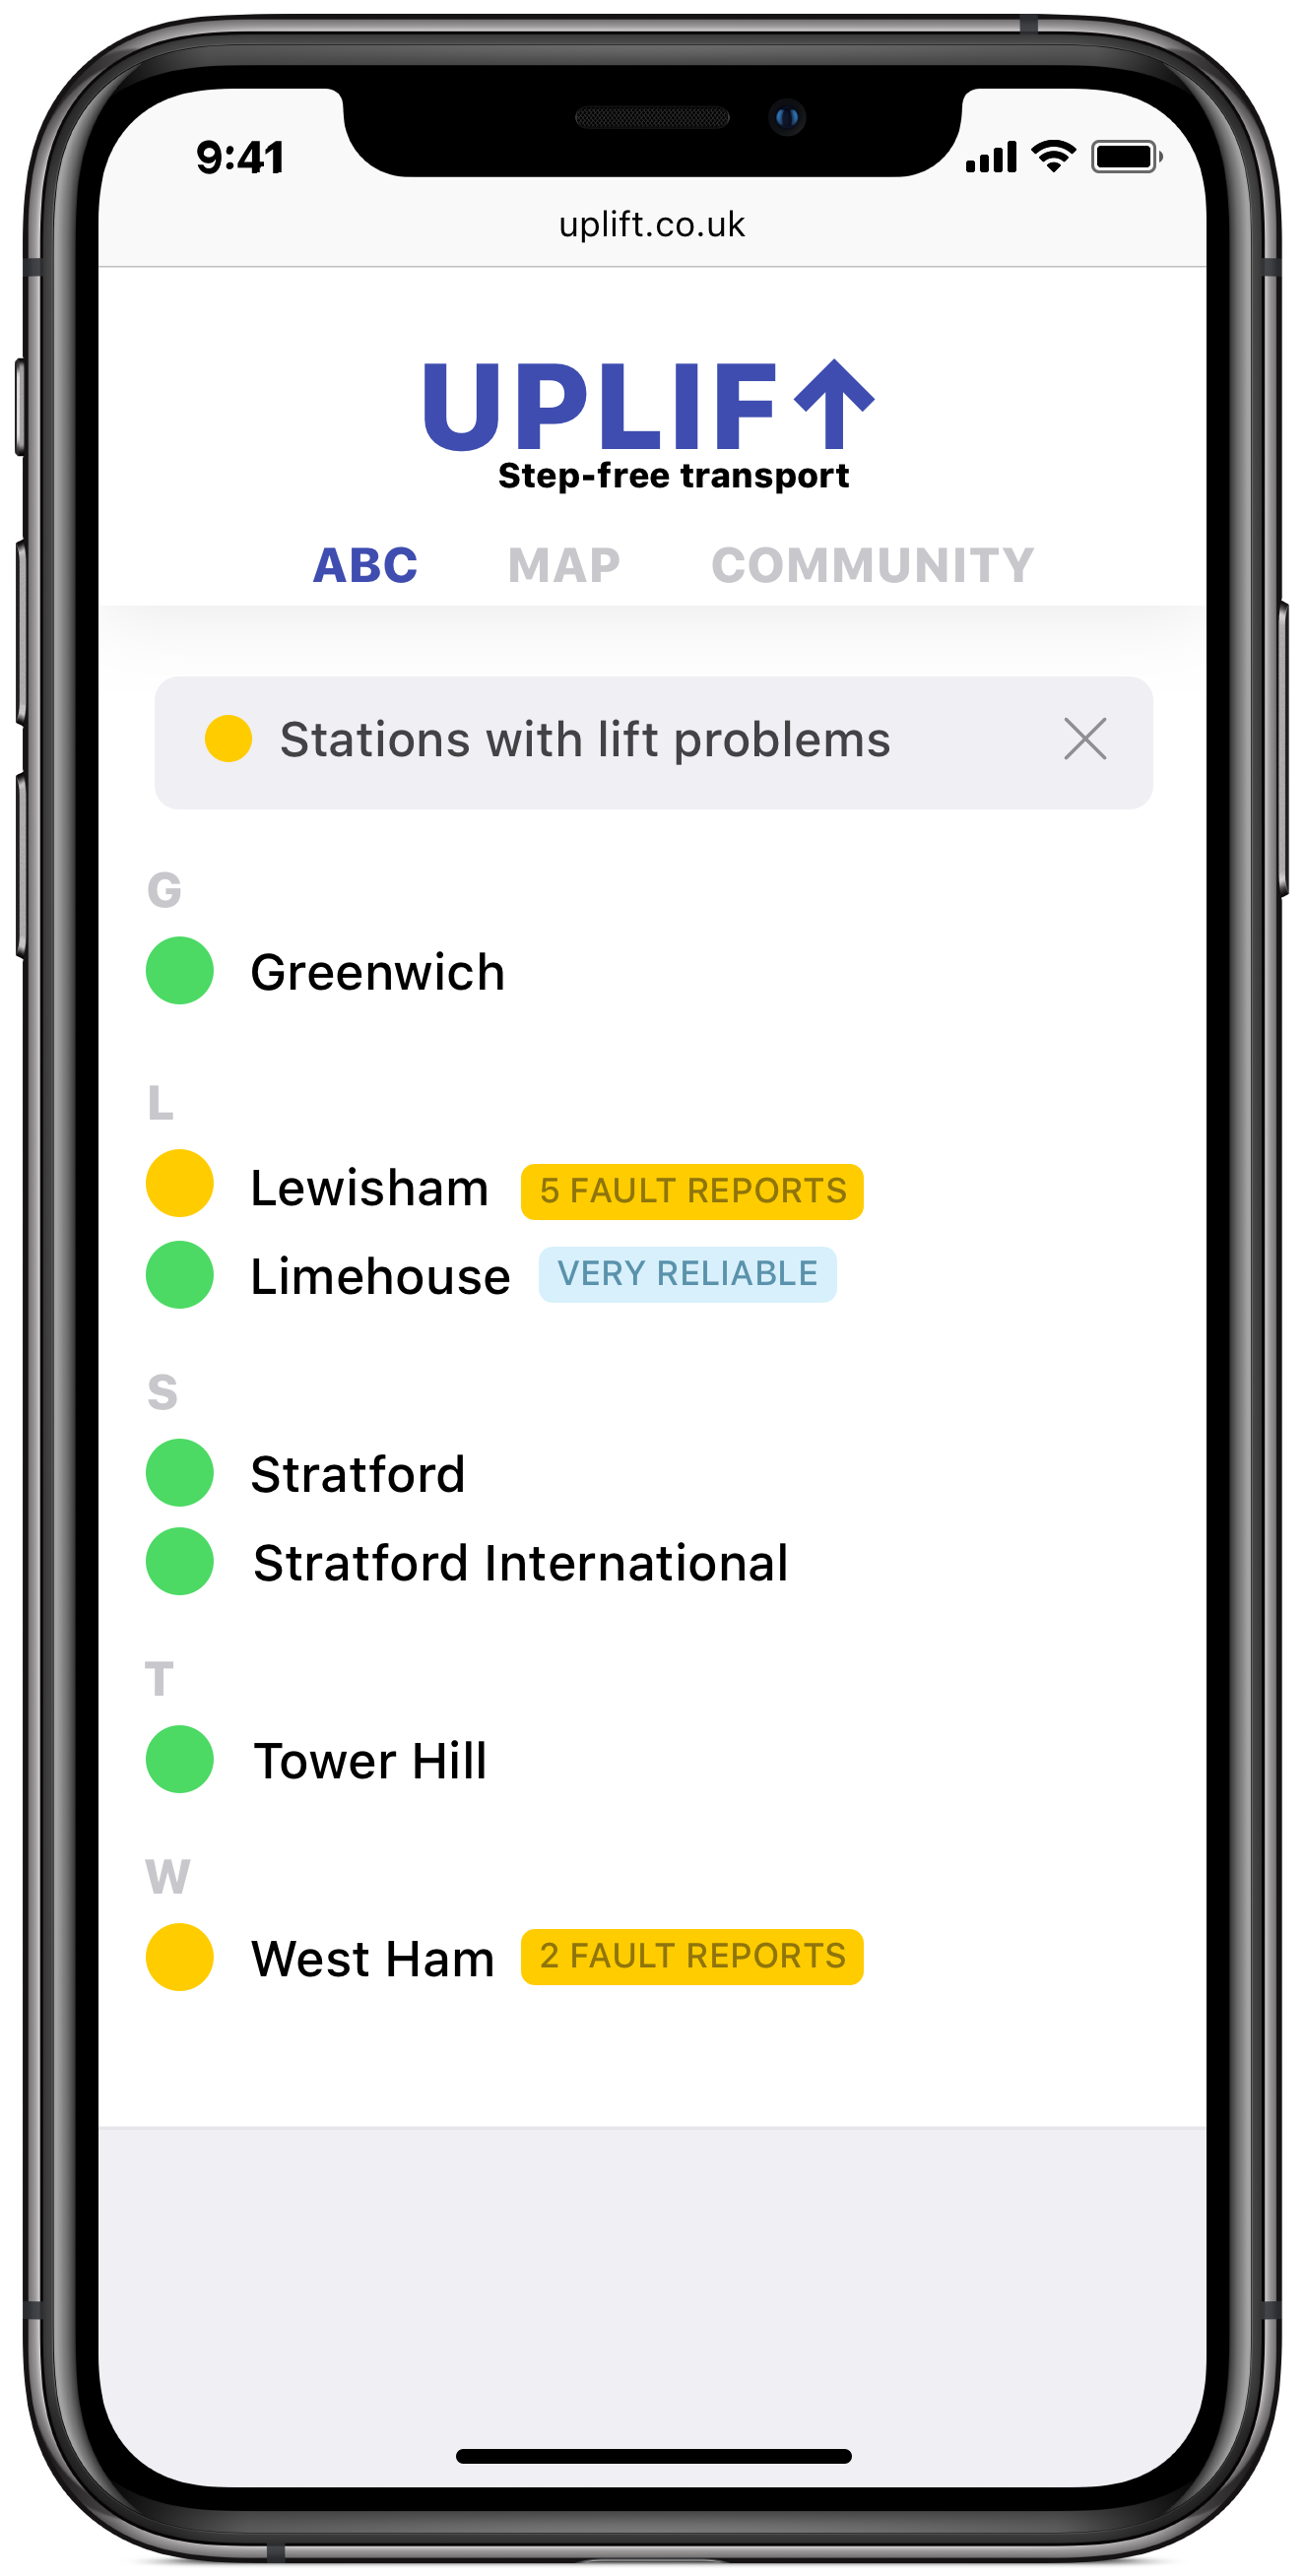 9:41
uplift.co.uk
UPLIF↑
Step-free transport
ABC MAP COMMUNITY
Stations with lift problems
G
Greenwich
L
Lewisham 5 FAULT REPORTS
Limehouse VERY RELIABLE
S
Stratford
Stratford International
T
Tower Hill
W
West Ham 2 FAULT REPORTS